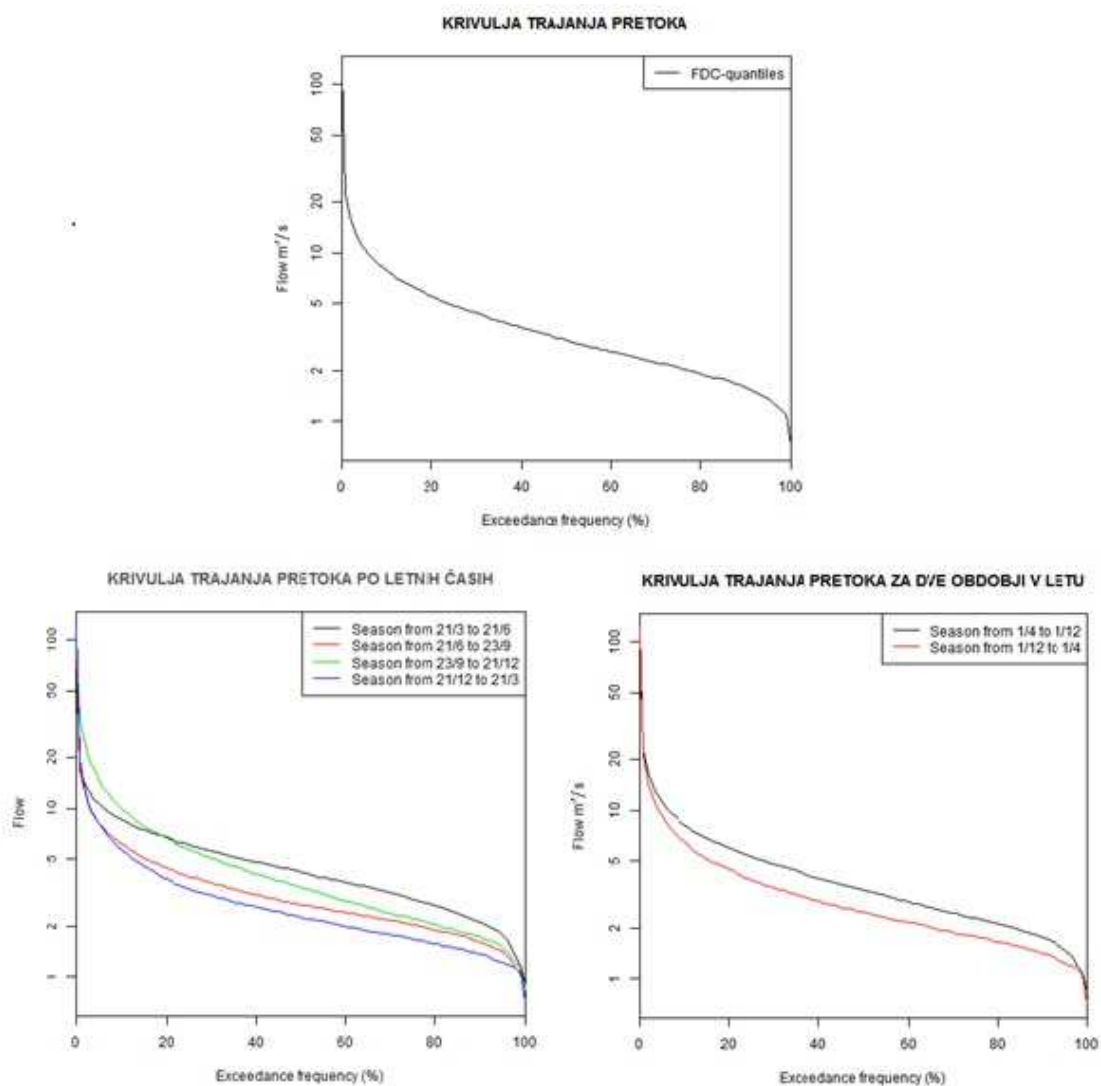 KRIVULJA TRAJANJA PRETOKA
FDC-quantiles
100
50
20
10
5
2
1
Flow m³/s
0 20 40 60 80 100
Exceedance frequency (%)
KRIVULJA TRAJANJA PRETOKA PO LETNIH ČASIH
Season from 21/3 to 21/6
Season from 21/6 to 23/9
Season from 23/9 to 21/12
Season from 21/12 to 21/3
100
50
20
10
5
2
1
Flow
0 20 40 60 80 100
Exceedance frequency (%)
KRIVULJA TRAJANJA PRETOKA ZA DVE OBDOBJI V LETU
Season from 1/4 to 1/12
Season from 1/12 to 1/4
100
50
20
10
5
2
1
Flow m³/s
0 20 40 60 80 100
Exceedance frequency (%)